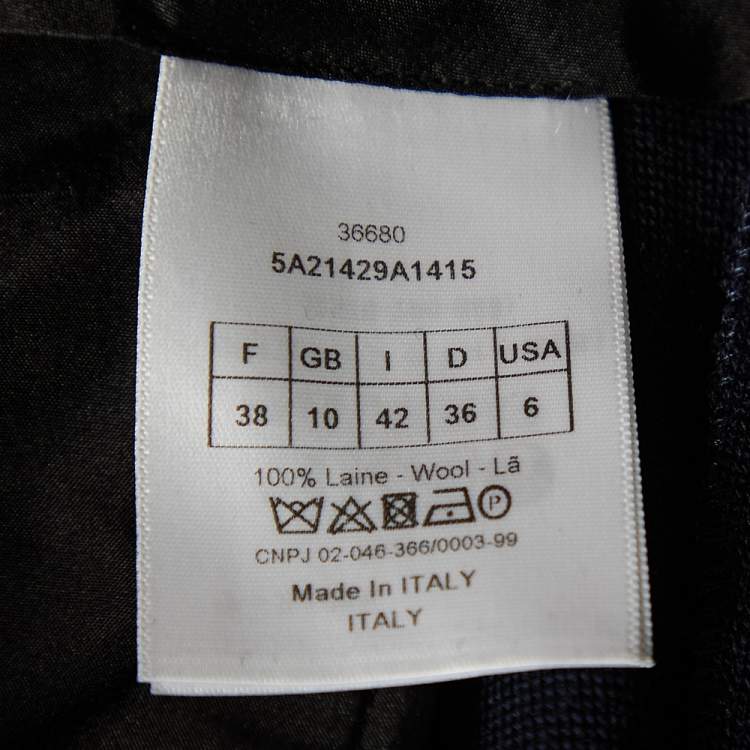 36680
5A21429A1415
F GB I D USA
38 10 42 36 6
100% Laine - Wool - Lã
P
CNPJ 02-046-366/0003-99
Made In ITALY
ITALY